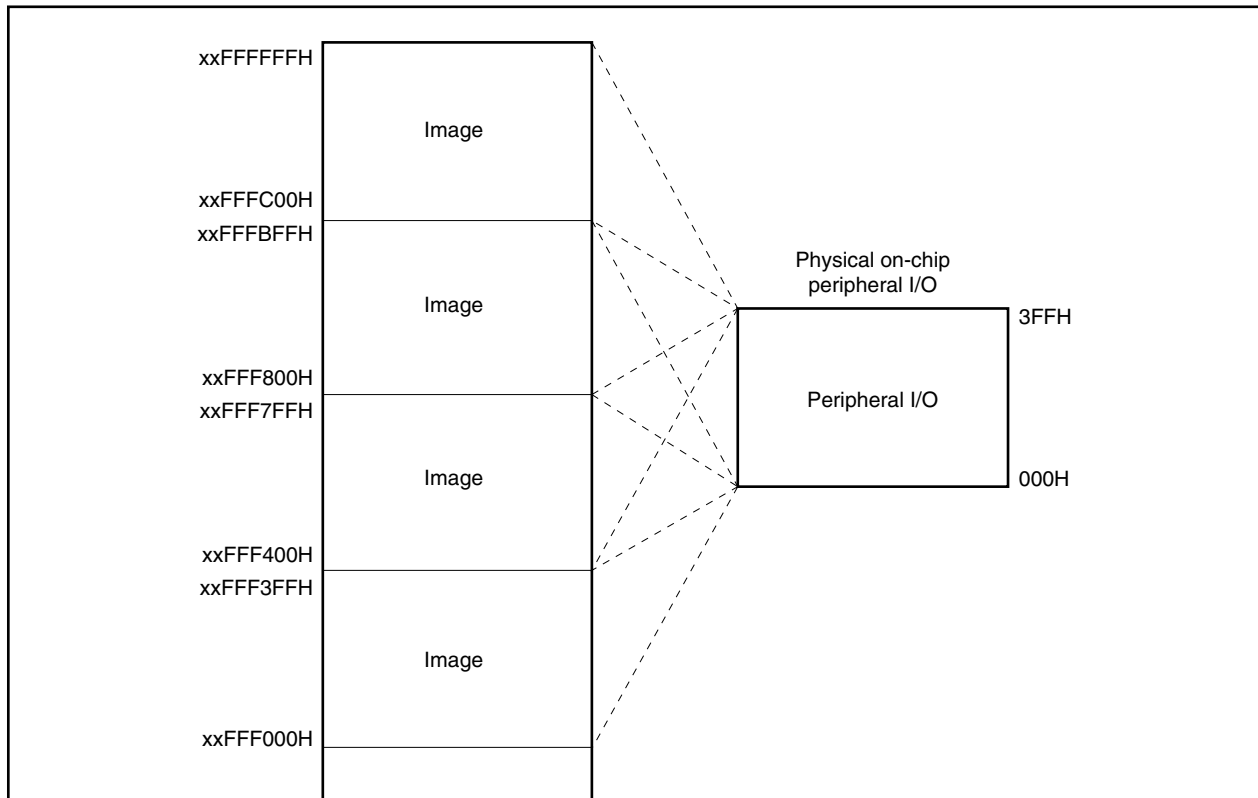 xxFFFFFFH
Image
xxFFFC00H
xxFFFBFFH
Image
xxFFF800H
xxFFF7FFH
Image
xxFFF400H
xxFFF3FFH
Image
xxFFF000H
Physical on-chip
peripheral I/O
3FFH
Peripheral I/O
000H